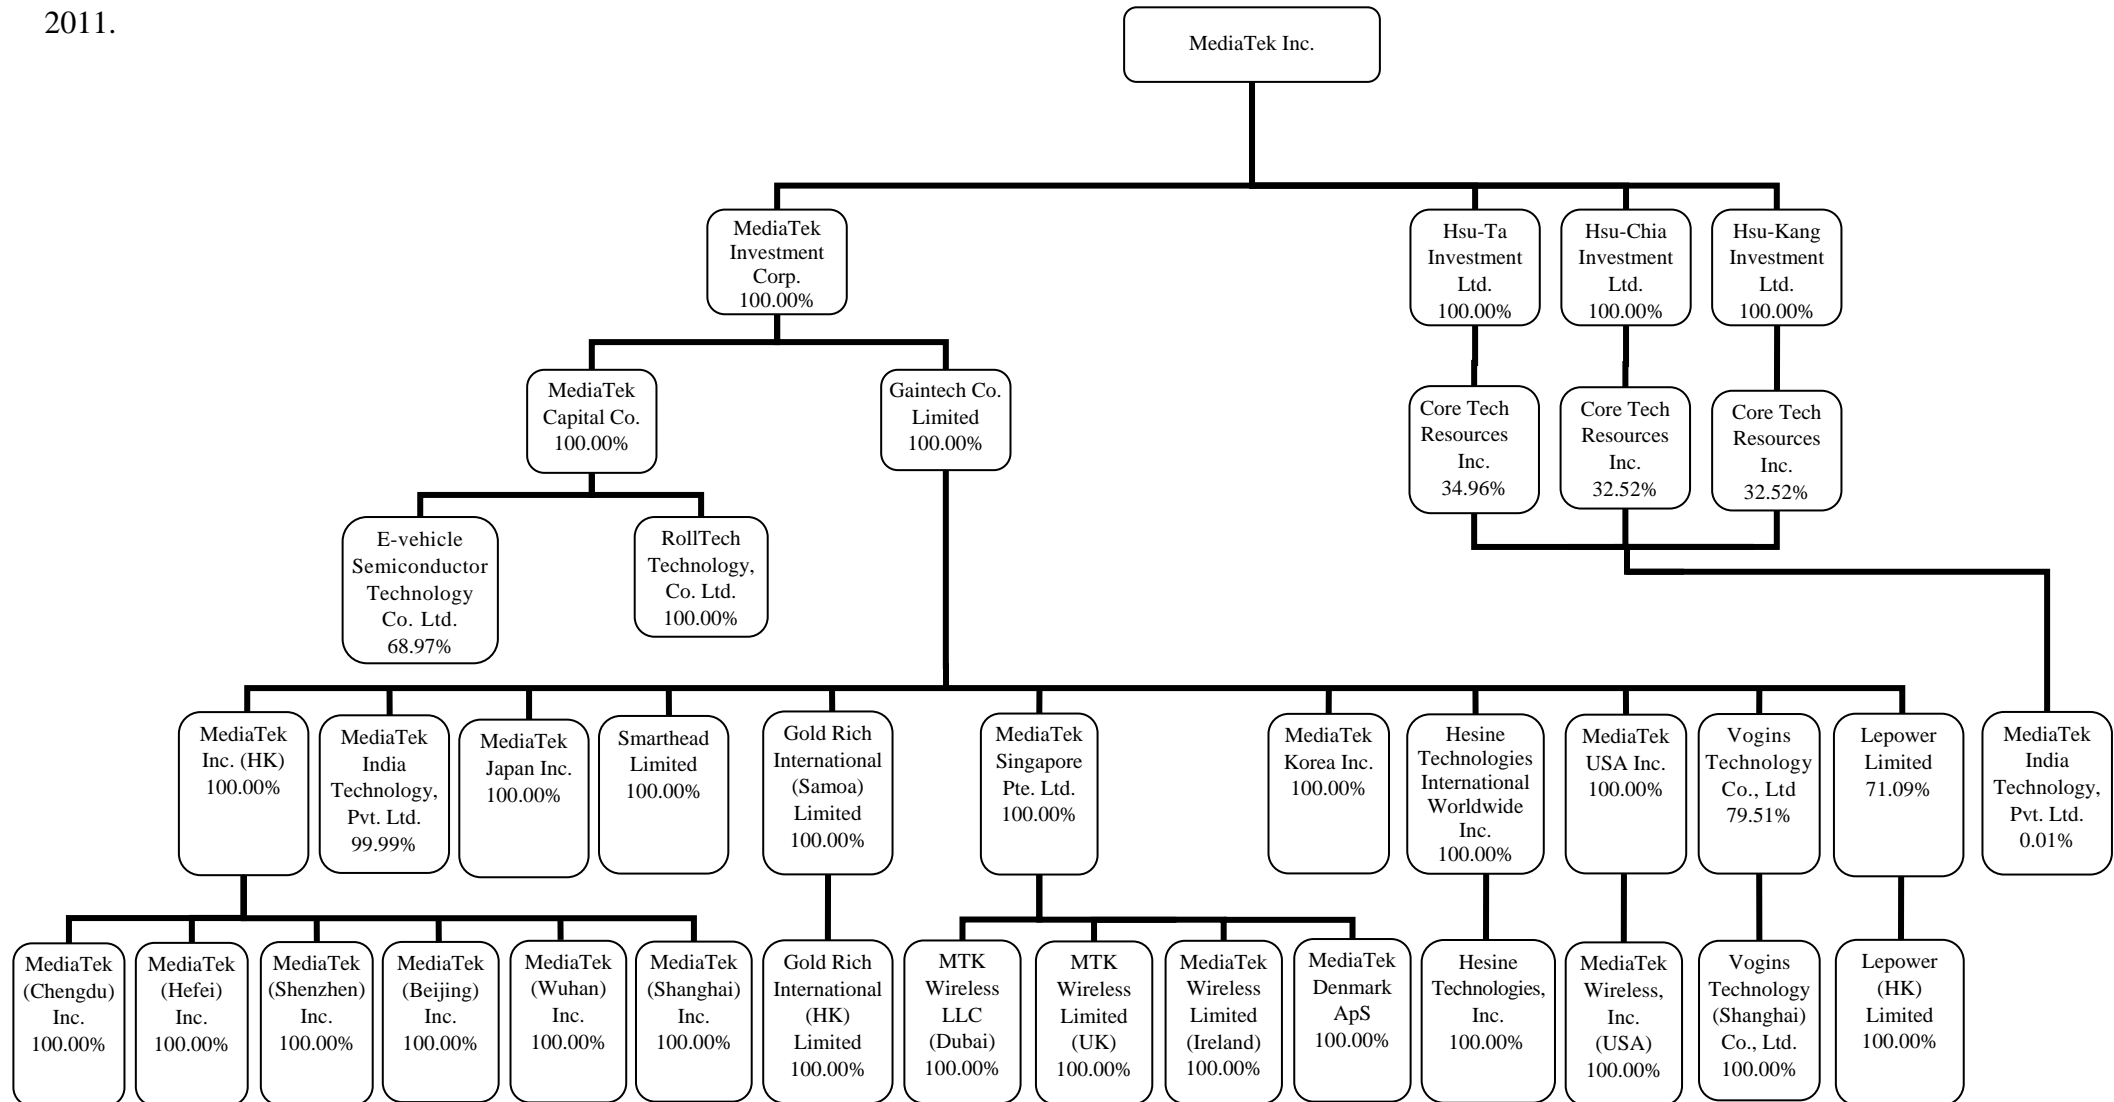 2011.
MediaTek Inc.
MediaTek
Investment
Corp.
100.00%
Hsu-Ta
Investment
Ltd.
100.00%
Hsu-Chia
Investment
Ltd.
100.00%
Hsu-Kang
Investment
Ltd.
100.00%
MediaTek
Capital Co.
100.00%
Gaintech Co.
Limited
100.00%
Core Tech
Resources
Inc.
34.96%
Core Tech
Resources
Inc.
32.52%
Core Tech
Resources
Inc.
32.52%
E-vehicle
Semiconductor
Technology
Co. Ltd.
68.97%
RollTech
Technology,
Co. Ltd.
100.00%
MediaTek
Inc. (HK)
100.00%
MediaTek
India
Technology,
Pvt. Ltd.
99.99%
MediaTek
Japan Inc.
100.00%
Smarthead
Limited
100.00%
Gold Rich
International
(Samoa)
Limited
100.00%
MediaTek
Singapore
Pte. Ltd.
100.00%
MediaTek
Korea Inc.
100.00%
Hesine
Technologies
International
Worldwide
Inc.
100.00%
MediaTek
USA Inc.
100.00%
Vogins
Technology
Co., Ltd
79.51%
Lepower
Limited
71.09%
MediaTek
India
Technology,
Pvt. Ltd.
0.01%
MediaTek
(Chengdu)
Inc.
100.00%
MediaTek
(Hefei)
Inc.
100.00%
MediaTek
(Shenzhen)
Inc.
100.00%
MediaTek
(Beijing)
Inc.
100.00%
MediaTek
(Wuhan)
Inc.
100.00%
MediaTek
(Shanghai)
Inc.
100.00%
Gold Rich
International
(HK)
Limited
100.00%
MTK
Wireless
LLC
(Dubai)
100.00%
MTK
Wireless
Limited
(UK)
100.00%
MediaTek
Wireless
Limited
(Ireland)
100.00%
MediaTek
Denmark
ApS
100.00%
Hesine
Technologies,
Inc.
100.00%
MediaTek
Wireless,
Inc.
(USA)
100.00%
Vogins
Technology
(Shanghai)
Co., Ltd.
100.00%
Lepower
(HK)
Limited
100.00%